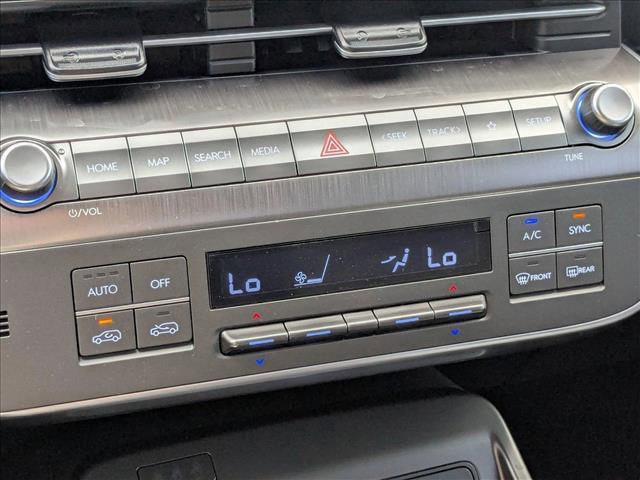 HOME MAP SEARCH MEDIA <SEEK TRACK> ☆ SETUP
⏻/VOL TUNE
A/C SYNC
Lo Lo
AUTO OFF FRONT REAR